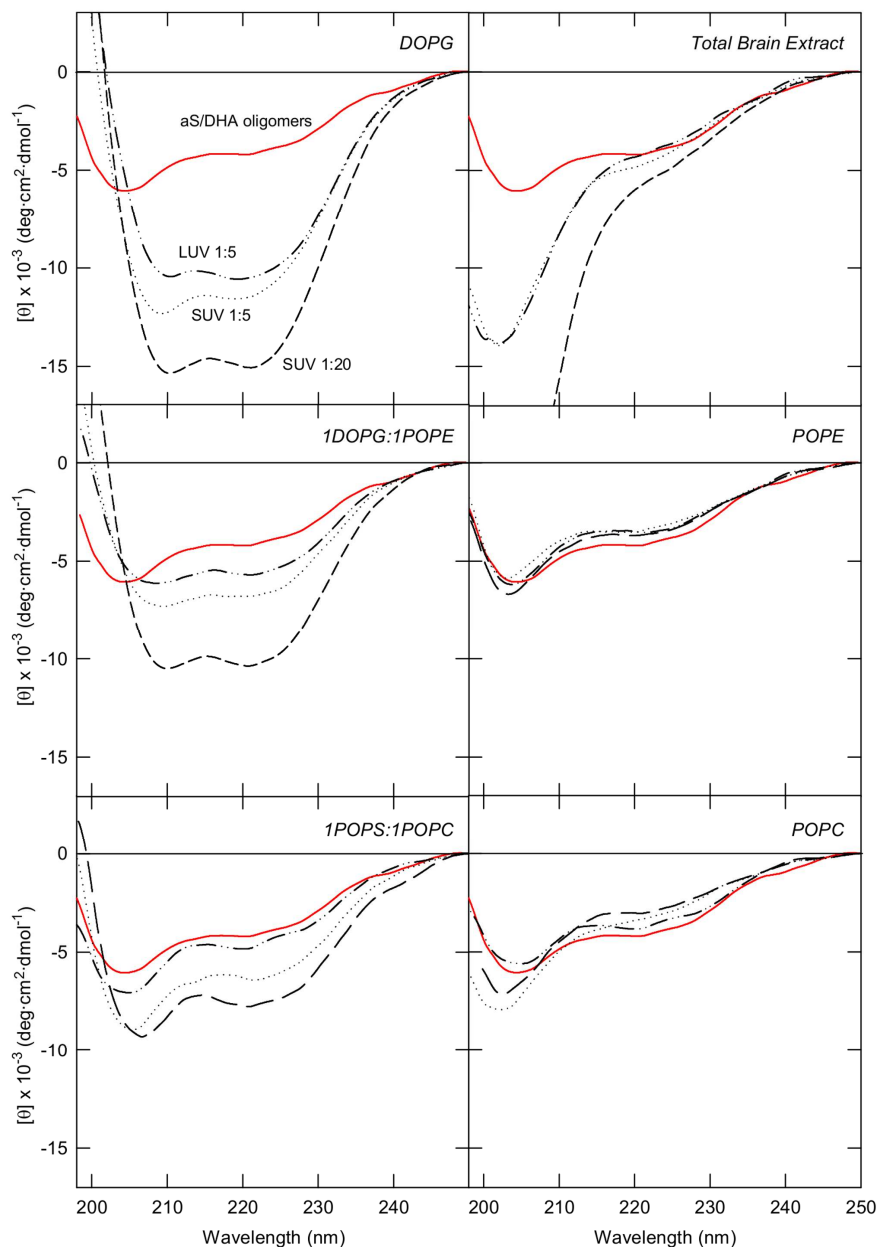 DOPG
Total Brain Extract
0
-5
-10
-15
[θ] x 10⁻³ (deg·cm²·dmol⁻¹)
aS/DHA oligomers
LUV 1:5
SUV 1:5
SUV 1:20
1DOPG:1POPE
POPE
0
-5
-10
-15
[θ] x 10⁻³ (deg·cm²·dmol⁻¹)
1POPS:1POPC
POPC
0
-5
-10
-15
[θ] x 10⁻³ (deg·cm²·dmol⁻¹)
200 210 220 230 240 200 210 220 230 240 250
Wavelength (nm) Wavelength (nm)